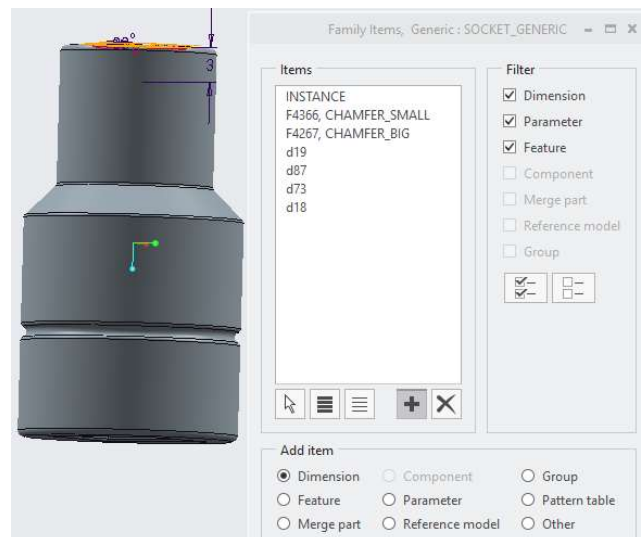 3
Family Items, Generic : SOCKET_GENERIC
Items
INSTANCE
F4366, CHAMFER_SMALL
F4267, CHAMFER_BIG
d19
d87
d73
d18
Filter
Dimension
Parameter
Feature
Component
Merge part
Reference model
Group
Add item
Dimension Component Group
Feature Parameter Pattern table
Merge part Reference model Other